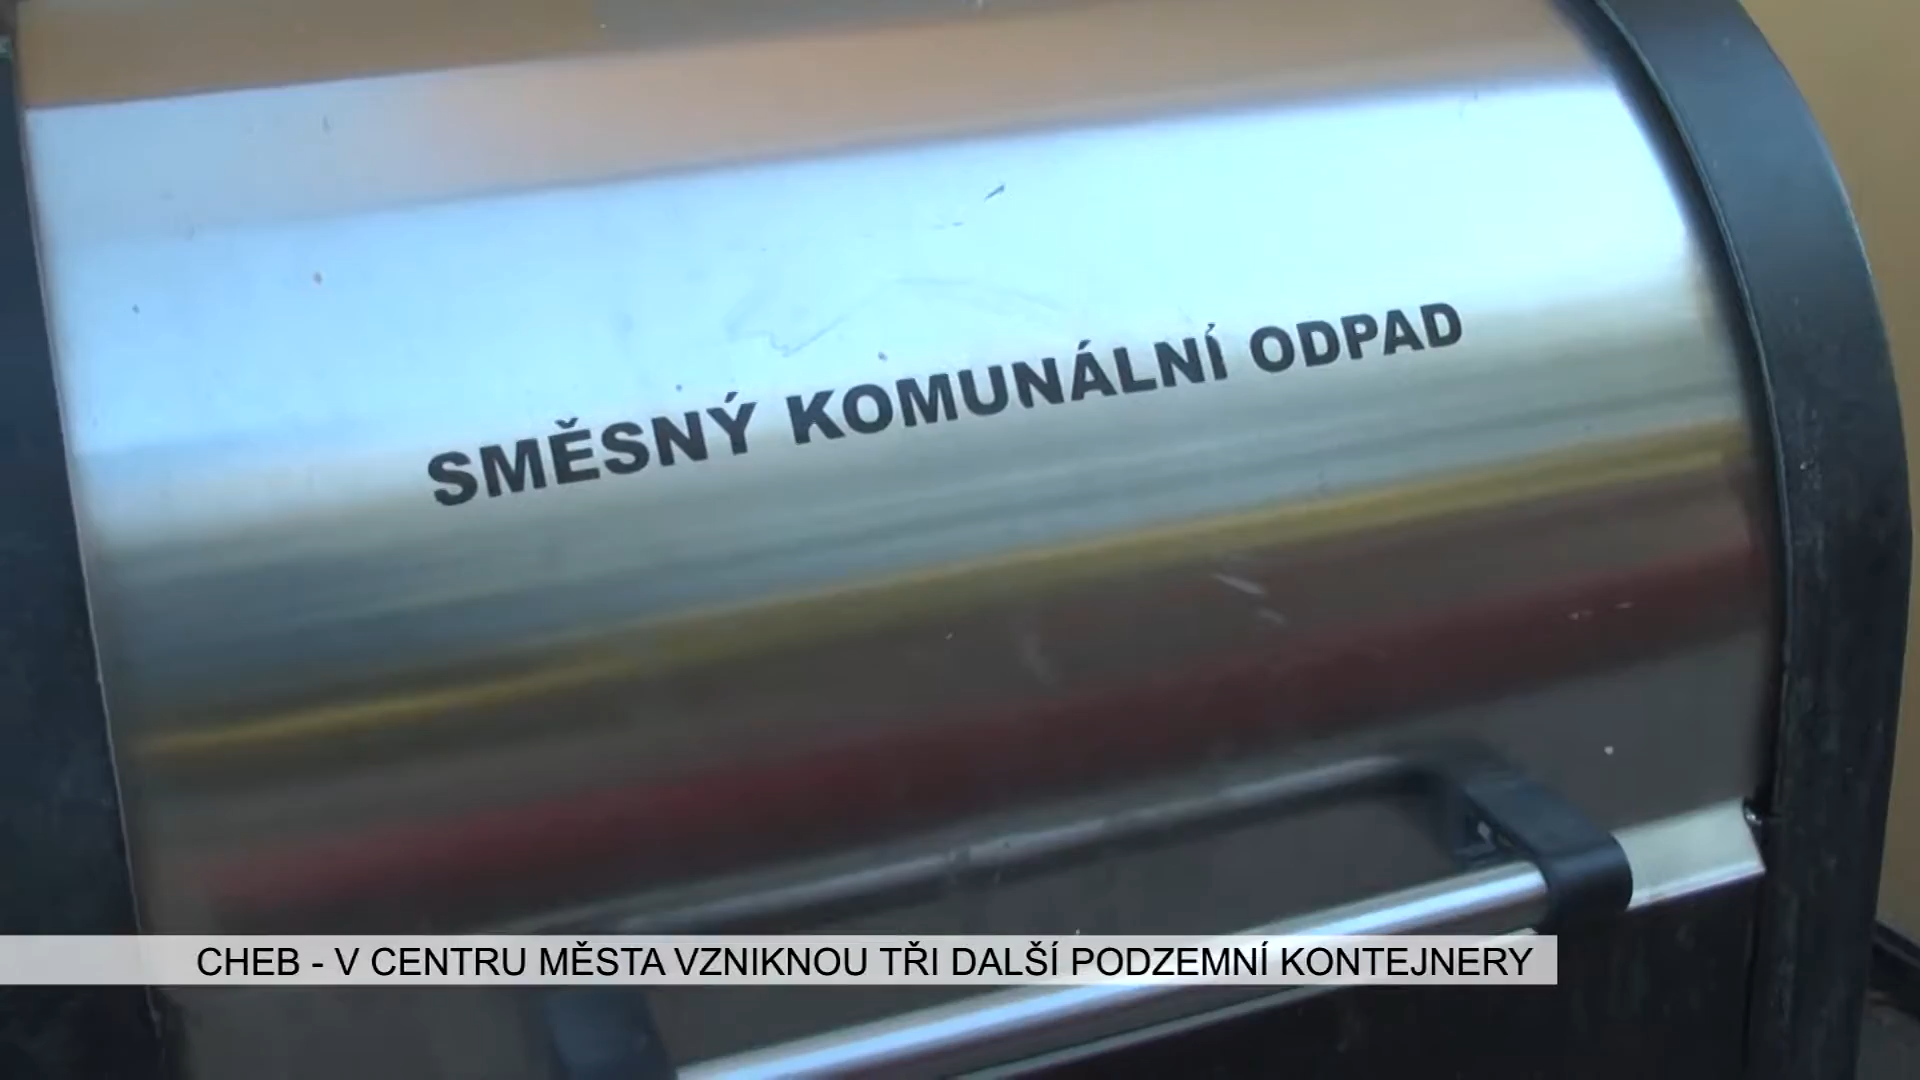 SMĚSNÝ KOMUNÁLNÍ ODPAD
CHEB - V CENTRU MĚSTA VZNIKNOU TŘI DALŠÍ PODZEMNÍ KONTEJNERY